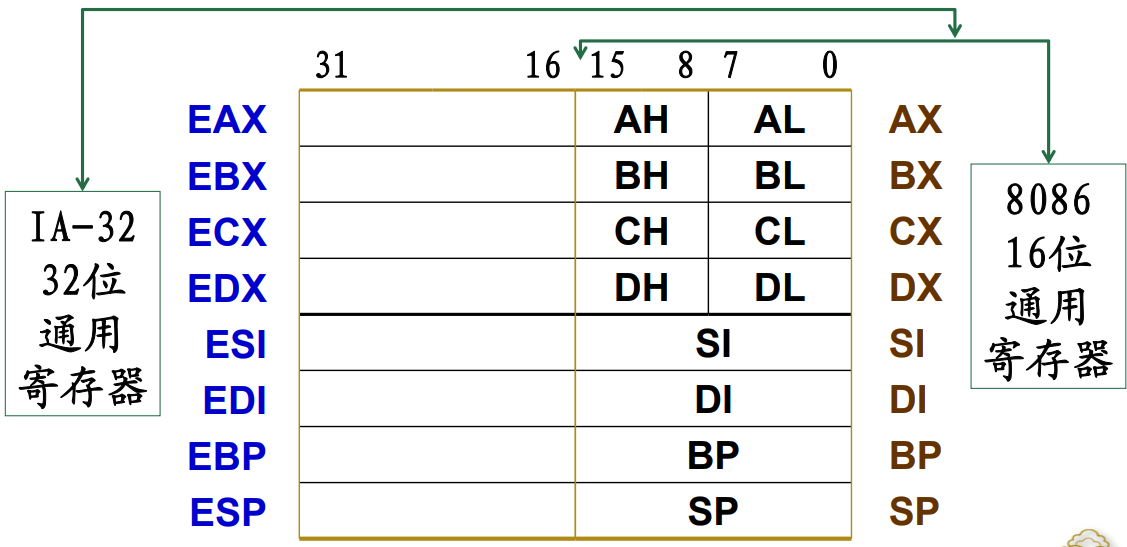 31 16 15 8 7 0
EAX AH AL AX
EBX BH BL BX
ECX CH CL CX
EDX DH DL DX
ESI SI SI
EDI DI DI
EBP BP BP
ESP SP SP
IA-32
32位
通用
寄存器
8086
16位
通用
寄存器